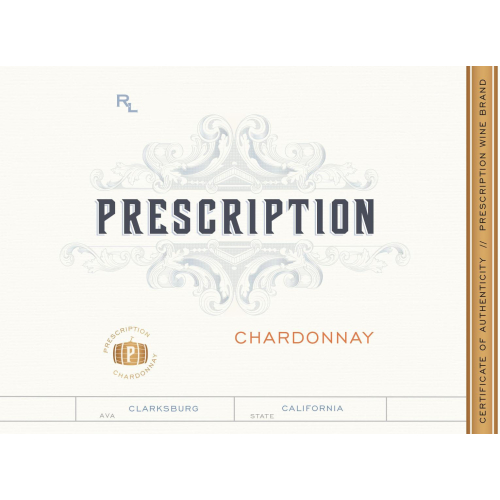 RL
PRESCRIPTION
CHARDONNAY
PRESCRIPTION
P
CHARDONNAY
AVA CLARKSBURG
STATE CALIFORNIA
CERTIFICATE OF AUTHENTICITY // PRESCRIPTION WINE BRAND